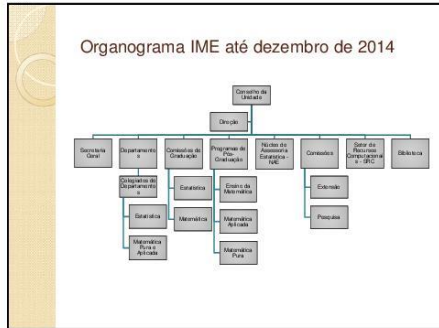 Organograma IME até dezembro de 2014
Conselho da
Unidade
Direção
Secretaria
Geral
Departamento
s
Comissões de
Graduação
Programas de
Pós-
Graduação
Núcleo de
Assessoria
Estatística -
NAE
Comissões
Setor de
Recursos
Computacionai
s - SRC
Biblioteca
Colegiados de
Departamento
s
Estatística
Matemática
Pura e
Aplicada
Estatística
Matemática
Ensino de
Matemática
Matemática
Aplicada
Matemática
Pura
Extensão
Pesquisa